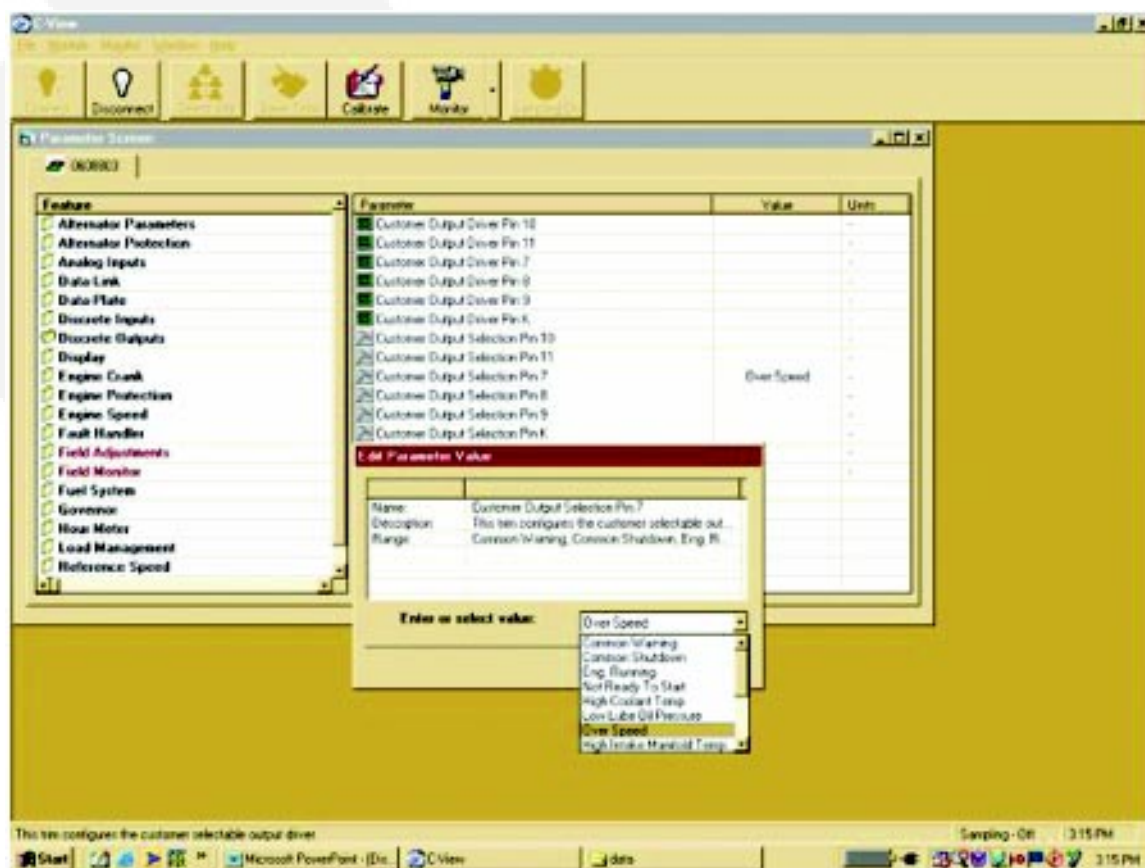 C-View
Disconnect
Calibrate
Monitor
Parameter Screen
0630803
Feature
Alternator Parameters
Alternator Protection
Analog Inputs
Data Link
Data Plate
Discrete Inputs
Discrete Outputs
Display
Engine Crank
Engine Protection
Engine Speed
Fault Handler
Field Adjustments
Field Monitor
Fuel System
Governor
Hour Meter
Load Management
Reference Speed
Parameter Value Units
Customer Output Driver Pin 10
Customer Output Driver Pin 11
Customer Output Driver Pin 7
Customer Output Driver Pin 8
Customer Output Driver Pin 9
Customer Output Driver Pin K
Customer Output Selection Pin 10
Customer Output Selection Pin 11
Customer Output Selection Pin 7 Over Speed
Customer Output Selection Pin 8
Customer Output Selection Pin 9
Customer Output Selection Pin K
Edit Parameter Value
Name: Customer Output Selection Pin 7
Description: This trim configures the customer selectable out...
Range: Common Warning, Common Shutdown, Eng. R...
Enter or select value: Over Speed
Common Warning
Common Shutdown
Eng. Running
Not Ready To Start
High Coolant Temp
Low Lube Oil Pressure
Over Speed
High Intake Manifold Temp
This trim configures the customer selectable output driver
Sampling - Off 3:15 PM
Start
Microsoft PowerPoint - [Dis...
C-View
data
3:15 PM